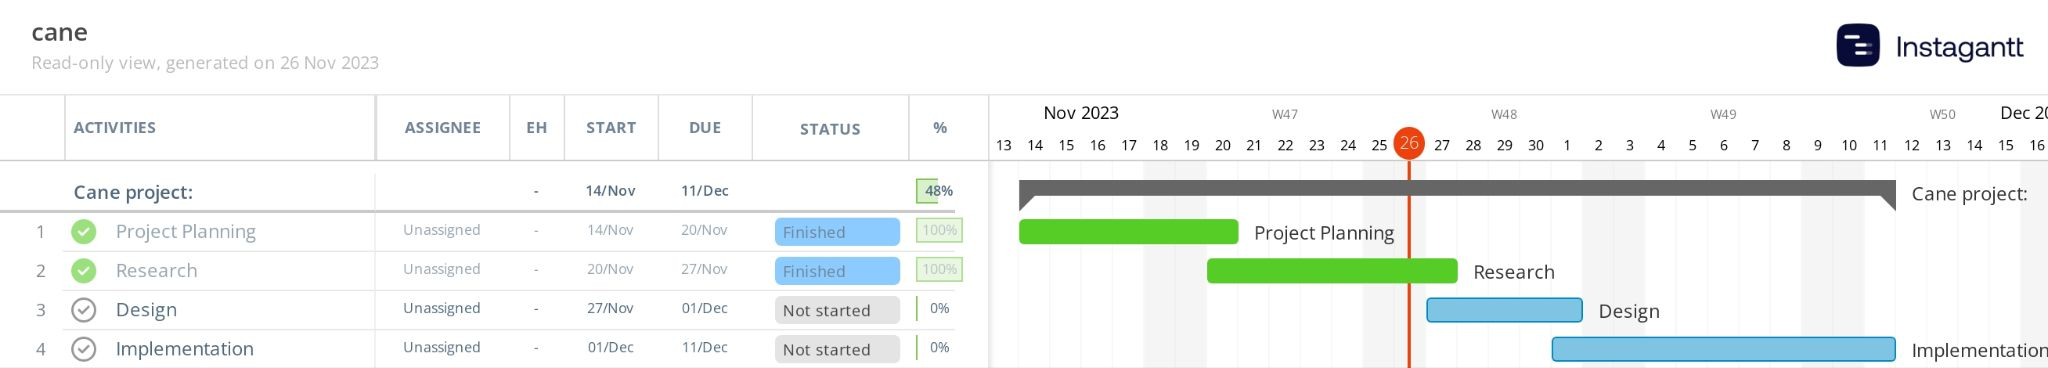 cane
Read-only view, generated on 26 Nov 2023
Instagantt
ACTIVITIES ASSIGNEE EH START DUE STATUS %
Nov 2023 W47 W48 W49 W50 Dec 20
13 14 15 16 17 18 19 20 21 22 23 24 25 26 27 28 29 30 1 2 3 4 5 6 7 8 9 10 11 12 13 14 15 16
Cane project: - 14/Nov 11/Dec 48% Cane project:
1 Project Planning Unassigned - 14/Nov 20/Nov Finished 100% Project Planning
2 Research Unassigned - 20/Nov 27/Nov Finished 100% Research
3 Design Unassigned - 27/Nov 01/Dec Not started 0% Design
4 Implementation Unassigned - 01/Dec 11/Dec Not started 0% Implementation